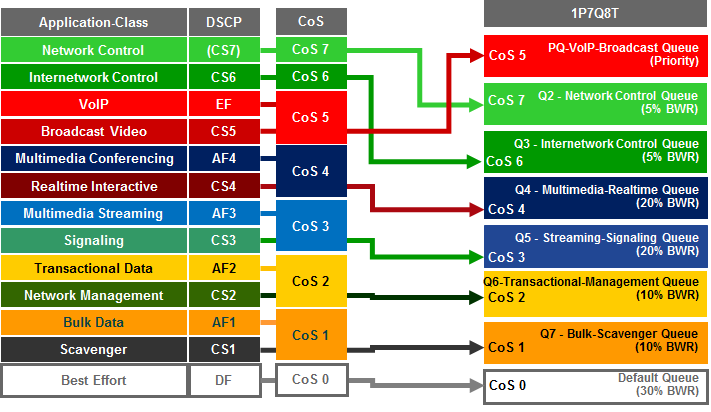 Application-Class DSCP CoS 1P7Q8T
Network Control (CS7) CoS 7
Internetwork Control CS6 CoS 6
VoIP EF CoS 5
Broadcast Video CS5
Multimedia Conferencing AF4 CoS 4
Realtime Interactive CS4
Multimedia Streaming AF3 CoS 3
Signaling CS3
Transactional Data AF2 CoS 2
Network Management CS2
Bulk Data AF1 CoS 1
Scavenger CS1
Best Effort DF CoS 0
PQ-VoIP-Broadcast Queue
CoS 5 (Priority)
Q2 - Network Control Queue
CoS 7 (5% BWR)
Q3 - Internetwork Control Queue
CoS 6 (5% BWR)
Q4 - Multimedia-Realtime Queue
CoS 4 (20% BWR)
Q5 - Streaming-Signaling Queue
CoS 3 (20% BWR)
Q6-Transactional-Management Queue
CoS 2 (10% BWR)
Q7 - Bulk-Scavenger Queue
CoS 1 (10% BWR)
Default Queue
CoS 0 (30% BWR)